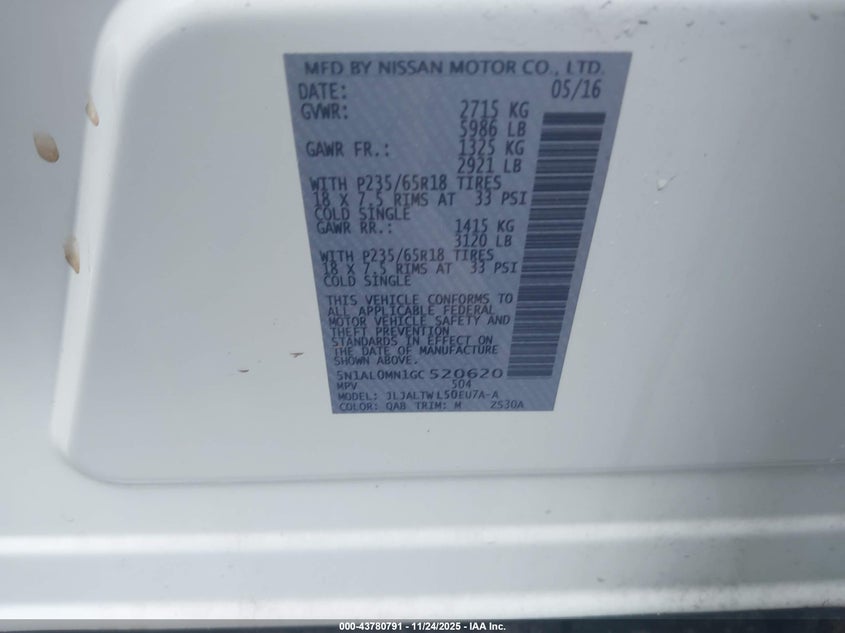 MFD BY NISSAN MOTOR CO., LTD.
DATE: 05/16
GVWR: 2715 KG
5986 LB
GAWR FR.: 1325 KG
2921 LB
WITH P235/65R18 TIRES
18 X 7.5 RIMS AT 33 PSI
COLD SINGLE
GAWR RR.: 1415 KG
3120 LB
WITH P235/65R18 TIRES
18 X 7.5 RIMS AT 33 PSI
COLD SINGLE
THIS VEHICLE CONFORMS TO
ALL APPLICABLE FEDERAL
MOTOR VEHICLE SAFETY AND
THEFT PREVENTION
STANDARDS IN EFFECT ON
THE DATE OF MANUFACTURE
SHOWN ABOVE.
5N1AL0MN1GC520620
MPV 504
MODEL: JLJALTWL50EU7A-A
COLOR: QAB TRIM: M 2S30A
000-43780791 - 11/24/2025 - IAA Inc.